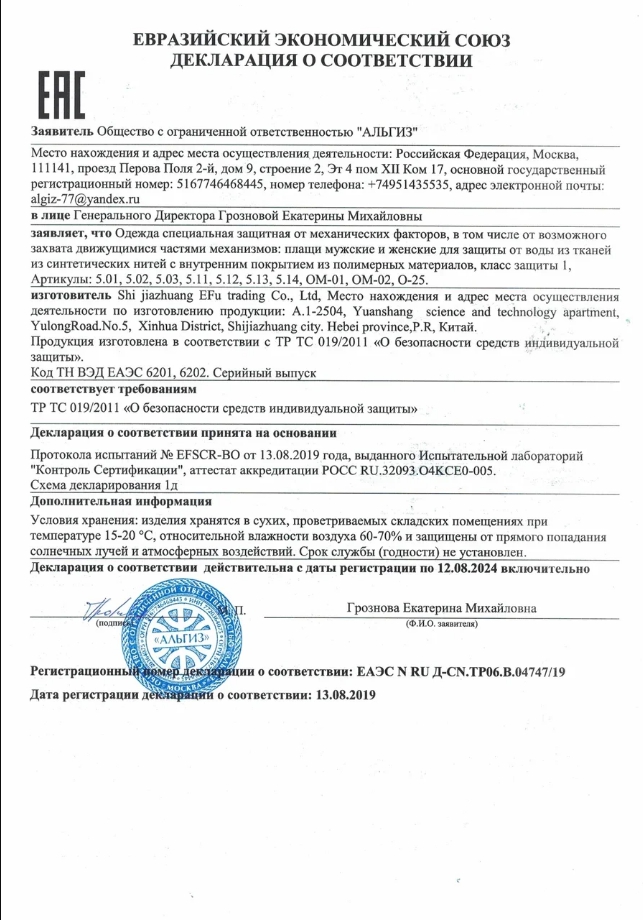 ЕВРАЗИЙСКИЙ ЭКОНОМИЧЕСКИЙ СОЮЗ
ДЕКЛАРАЦИЯ О СООТВЕТСТВИИ
ЕАС
Заявитель Общество с ограниченной ответственностью "АЛЬГИЗ"
Место нахождения и адрес места осуществления деятельности: Российская Федерация, Москва,
111141, проезд Перова Поля 2-й, дом 9, строение 2, Эт 4 пом XII Ком 17, основной государственный
регистрационный номер: 5167746468445, номер телефона: +74951435535, адрес электронной почты:
algiz-77@yandex.ru
в лице Генерального Директора Грозновой Екатерины Михайловны
заявляет, что Одежда специальная защитная от механических факторов, в том числе от возможного
захвата движущимися частями механизмов: плащи мужские и женские для защиты от воды из тканей
из синтетических нитей с внутренним покрытием из полимерных материалов, класс защиты 1,
Артикулы: 5.01, 5.02, 5.03, 5.11, 5.12, 5.13, 5.14, ОМ-01, ОМ-02, О-25.
изготовитель Shi jiazhuang EFu trading Co., Ltd, Место нахождения и адрес места осуществления
деятельности по изготовлению продукции: A.1-2504, Yuanshang science and technology apartment,
YulongRoad.No.5, Xinhua District, Shijiazhuang city. Hebei province,P.R, Китай.
Продукция изготовлена в соответствии с ТР ТС 019/2011 «О безопасности средств индивидуальной
защиты».
Код ТН ВЭД ЕАЭС 6201, 6202. Серийный выпуск
соответствует требованиям
ТР ТС 019/2011 «О безопасности средств индивидуальной защиты»
Декларация о соответствии принята на основании
Протокола испытаний № EFSCR-BO от 13.08.2019 года, выданного Испытательной лабораторий
"Контроль Сертификации", аттестат аккредитации РОСС RU.32093.О4КСЕ0-005.
Схема декларирования 1д
Дополнительная информация
Условия хранения: изделия хранятся в сухих, проветриваемых складских помещениях при
температуре 15-20 °С, относительной влажности воздуха 60-70% и защищены от прямого попадания
солнечных лучей и атмосферных воздействий. Срок службы (годности) не установлен.
Декларация о соответствии действительна с даты регистрации по 12.08.2024 включительно
М. П.
Грознова Екатерина Михайловна
(подпись)
(Ф.И.О. заявителя)
«АЛЬГИЗ»
МОСКВА
Регистрационный номер декларации о соответствии: ЕАЭС N RU Д-CN.ТР06.В.04747/19
Дата регистрации декларации о соответствии: 13.08.2019